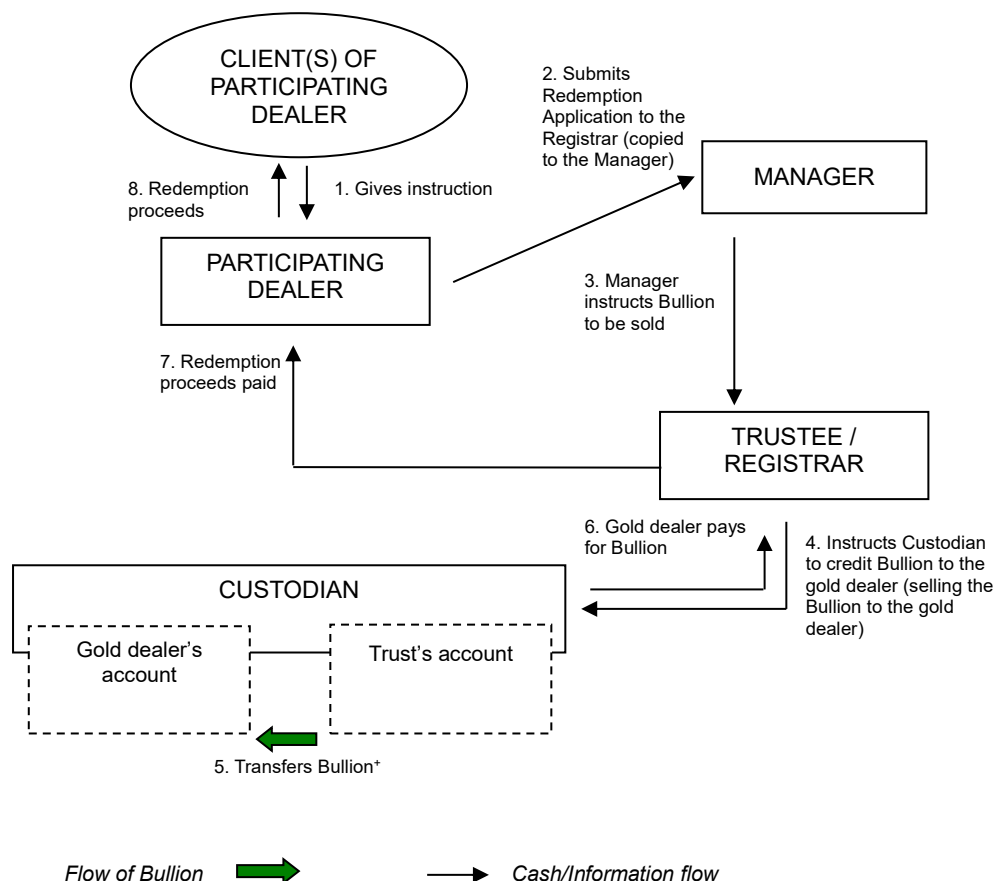 CLIENT(S) OF
PARTICIPATING
DEALER
2. Submits
Redemption
Application to the
Registrar (copied
to the Manager)
MANAGER
8. Redemption
proceeds
1. Gives instruction
PARTICIPATING
DEALER
3. Manager
instructs Bullion
to be sold
7. Redemption
proceeds paid
TRUSTEE /
REGISTRAR
6. Gold dealer pays
for Bullion
4. Instructs Custodian
to credit Bullion to the
gold dealer (selling the
Bullion to the gold
dealer)
CUSTODIAN
Gold dealer's
account
Trust's account
5. Transfers Bullion⁺
Flow of Bullion
Cash/Information flow